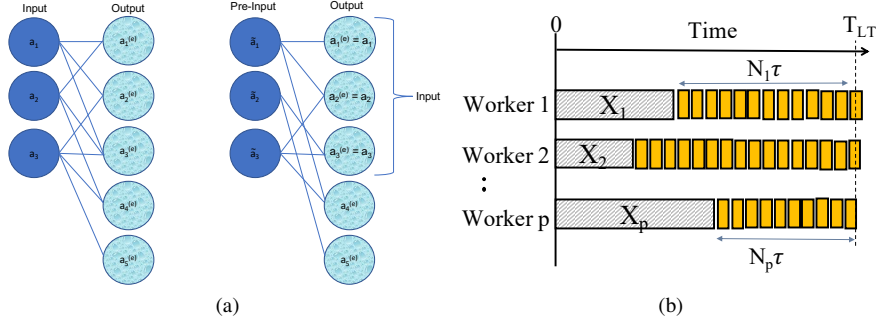 Input Output
a₁ a₁⁽ᵉ⁾
a₂ a₂⁽ᵉ⁾
a₃ a₃⁽ᵉ⁾
a₄⁽ᵉ⁾
a₅⁽ᵉ⁾
Pre-Input Output
ã₁ a₁⁽ᵉ⁾ = a₁
ã₂ a₂⁽ᵉ⁾ = a₂
Input
ã₃ a₃⁽ᵉ⁾ = a₃
a₄⁽ᵉ⁾
a₅⁽ᵉ⁾
(a)
0 Time T_LT
N₁τ
Worker 1 X₁
Worker 2 X₂
⋮
Worker p Xₚ
Nₚτ
(b)